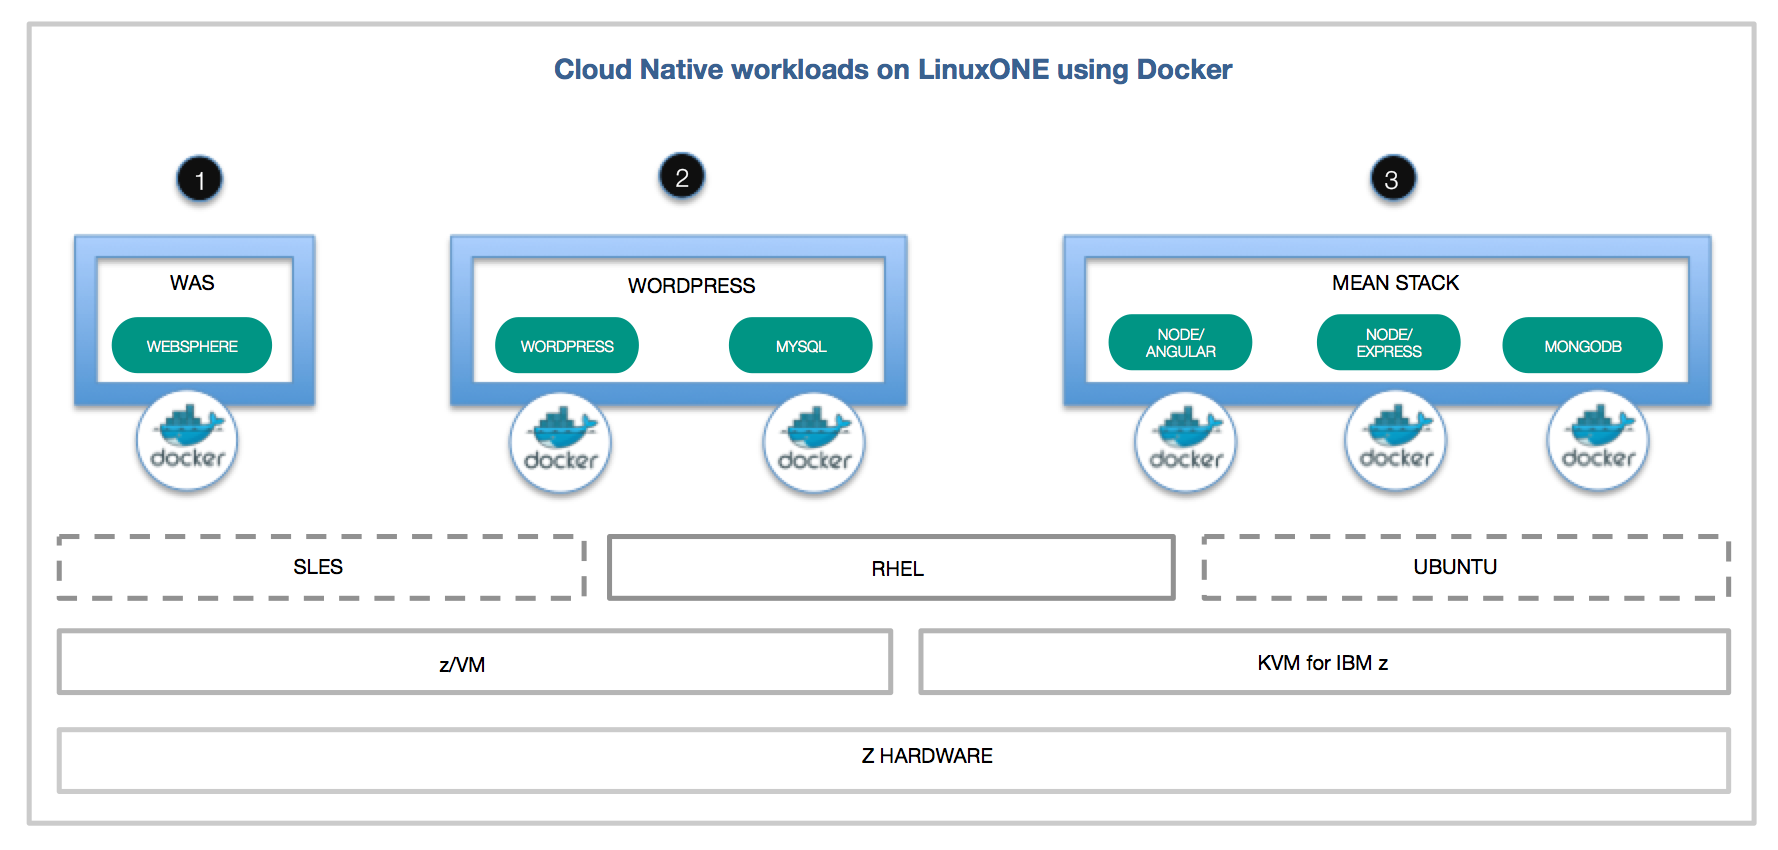 Cloud Native workloads on LinuxONE using Docker
1
2
3
WAS
WEBSPHERE
docker
WORDPRESS
WORDPRESS
MYSQL
docker
docker
MEAN STACK
NODE/
ANGULAR
NODE/
EXPRESS
MONGODB
docker
docker
docker
SLES
RHEL
UBUNTU
z/VM
KVM for IBM z
Z HARDWARE